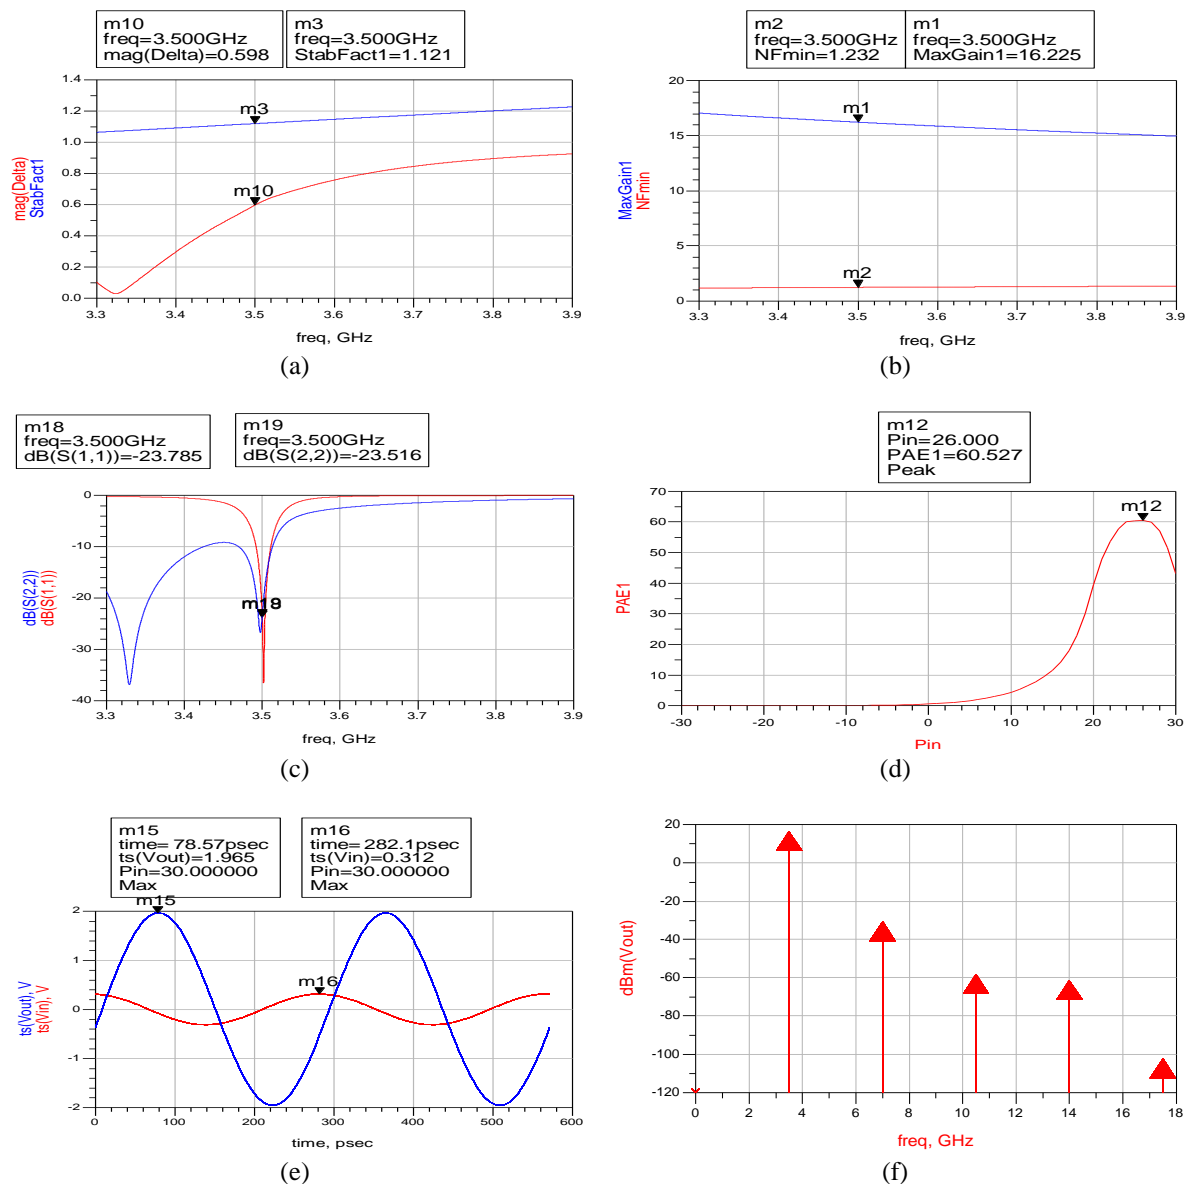 m10
freq=3.500GHz
mag(Delta)=0.598
m3
freq=3.500GHz
StabFact1=1.121
1.4
1.2
1.0
0.8
0.6
0.4
0.2
0.0
mag(Delta)
StabFact1
m3
m10
3.3 3.4 3.5 3.6 3.7 3.8 3.9
freq, GHz
(a)
m2
freq=3.500GHz
NFmin=1.232
m1
freq=3.500GHz
MaxGain1=16.225
20
15
10
5
0
MaxGain1
NFmin
m1
m2
3.3 3.4 3.5 3.6 3.7 3.8 3.9
freq, GHz
(b)
m18
freq=3.500GHz
dB(S(1,1))=-23.785
m19
freq=3.500GHz
dB(S(2,2))=-23.516
0
-10
-20
-30
-40
dB(S(2,2))
dB(S(1,1))
3.3 3.4 3.5 3.6 3.7 3.8 3.9
freq, GHz
(c)
m12
Pin=26.000
PAE1=60.527
Peak
70
60
50
40
30
20
10
0
PAE1
m12
-30 -20 -10 0 10 20 30
Pin
(d)
m15
time= 78.57psec
ts(Vout)=1.965
Pin=30.000000
Max
m16
time= 282.1psec
ts(Vin)=0.312
Pin=30.000000
Max
2
1
0
-1
-2
ts(Vout), V
ts(Vin), V
m15
m16
0 100 200 300 400 500 600
time, psec
(e)
20
0
-20
-40
-60
-80
-100
-120
dBm(Vout)
0 2 4 6 8 10 12 14 16 18
freq, GHz
(f)